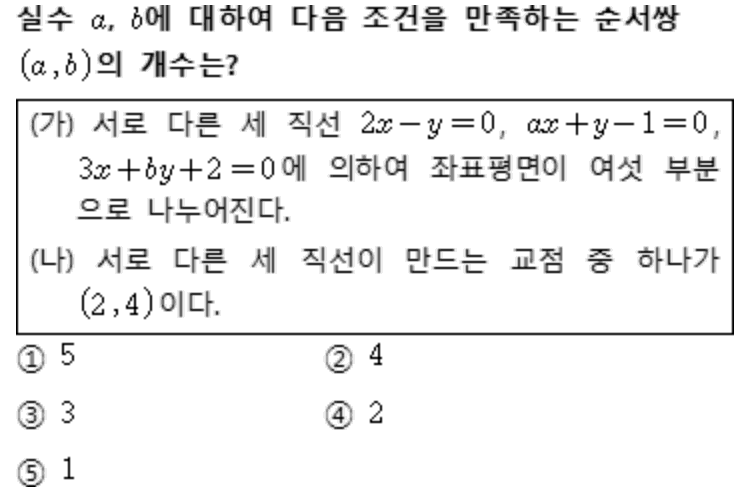 실수 a, b에 대하여 다음 조건을 만족하는 순서쌍
(a,b)의 개수는?
(가) 서로 다른 세 직선 2x-y=0, ax+y-1=0,
3x+by+2=0에 의하여 좌표평면이 여섯 부분
으로 나누어진다.
(나) 서로 다른 세 직선이 만드는 교점 중 하나가
(2,4)이다.
① 5 ② 4
③ 3 ④ 2
⑤ 1